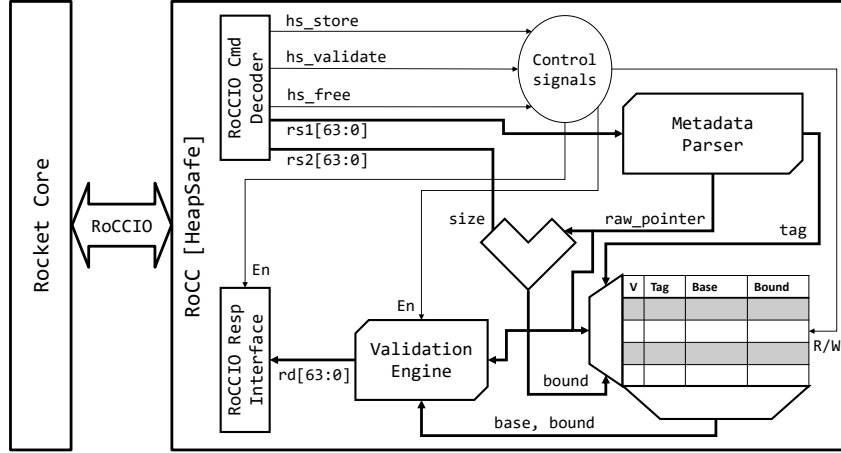 Rocket Core
RoCCIO
RoCC [HeapSafe]
RoCCIO Cmd
Decoder
hs_store
hs_validate
hs_free
rs1[63:0]
rs2[63:0]
Control
signals
Metadata
Parser
size
raw_pointer
tag
En
En
V Tag Base Bound
R/W
RoCCIO Resp
Interface
rd[63:0]
Validation
Engine
bound
base, bound